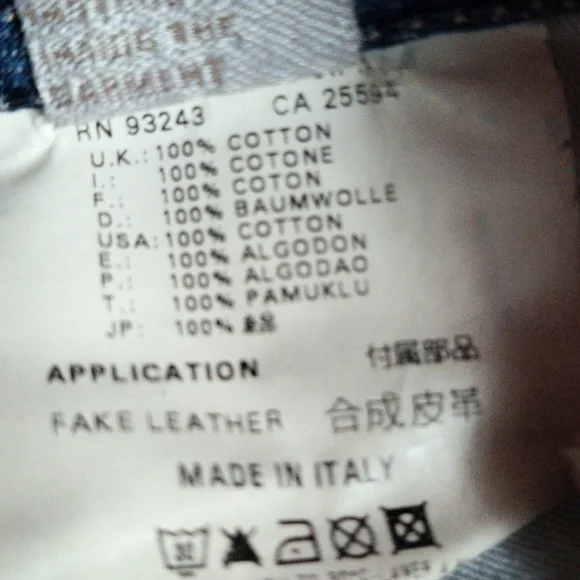 INSIDE THE
GARMENT
RN 93243 CA 25594
U.K.: 100% COTTON
I.: 100% COTONE
F.: 100% COTON
D.: 100% BAUMWOLLE
USA: 100% COTTON
E.: 100% ALGODON
P.: 100% ALGODAO
T.: 100% PAMUKLU
JP: 100%
APPLICATION 付属部品
FAKE LEATHER 合成皮革
MADE IN ITALY
30